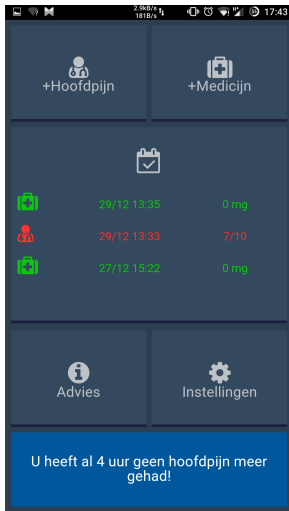 2.9kB/s
181B/s
17:43
+Hoofdpijn
+Medicijn
29/12 13:35 0 mg
29/12 13:33 7/10
27/12 15:22 0 mg
Advies
Instellingen
U heeft al 4 uur geen hoofdpijn meer
gehad!